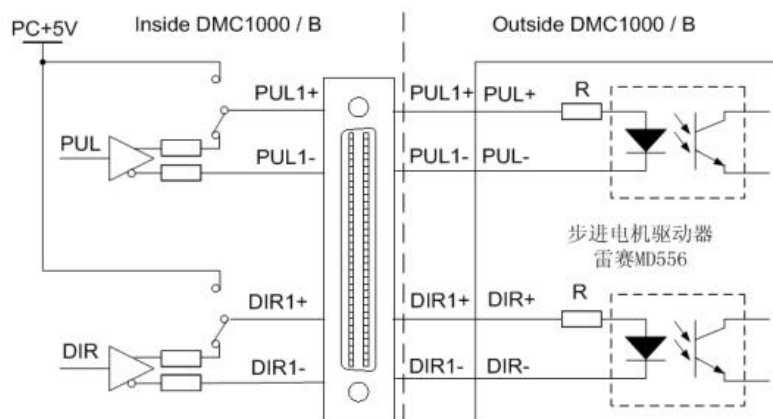 Inside DMC1000 / B
Outside DMC1000 / B
PC+5V
PUL1+
PUL1+
PUL+
R
PUL
PUL1-
PUL1-
PUL-
步进电机驱动器
雷赛MD556
DIR1+
DIR1+
DIR+
R
DIR
DIR1-
DIR1-
DIR-